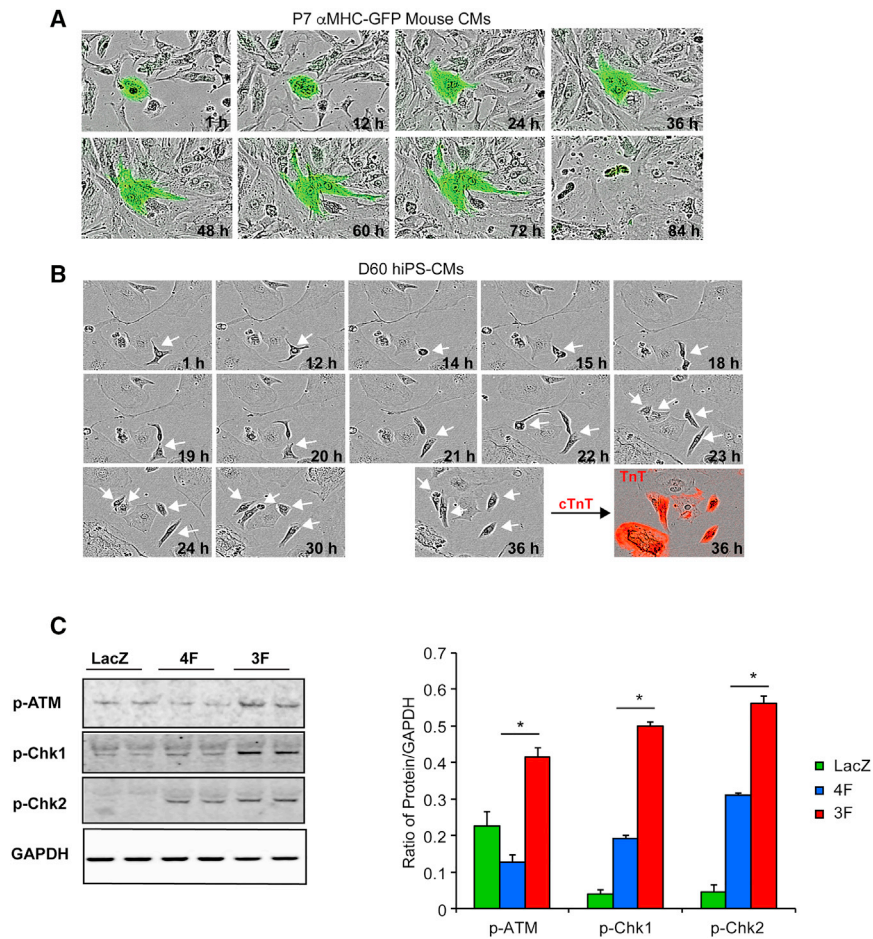 A
P7 αMHC-GFP Mouse CMs
1 h 12 h 24 h 36 h
48 h 60 h 72 h 84 h
B
D60 hiPS-CMs
1 h 12 h 14 h 15 h 18 h
19 h 20 h 21 h 22 h 23 h
TnT
cTnT
24 h 30 h 36 h 36 h
C
LacZ 4F 3F
p-ATM
p-Chk1
p-Chk2
GAPDH
Ratio of Protein/GAPDH
0.7
0.6
0.5
0.4
0.3
0.2
0.1
0
* * *
p-ATM p-Chk1 p-Chk2
LacZ
4F
3F